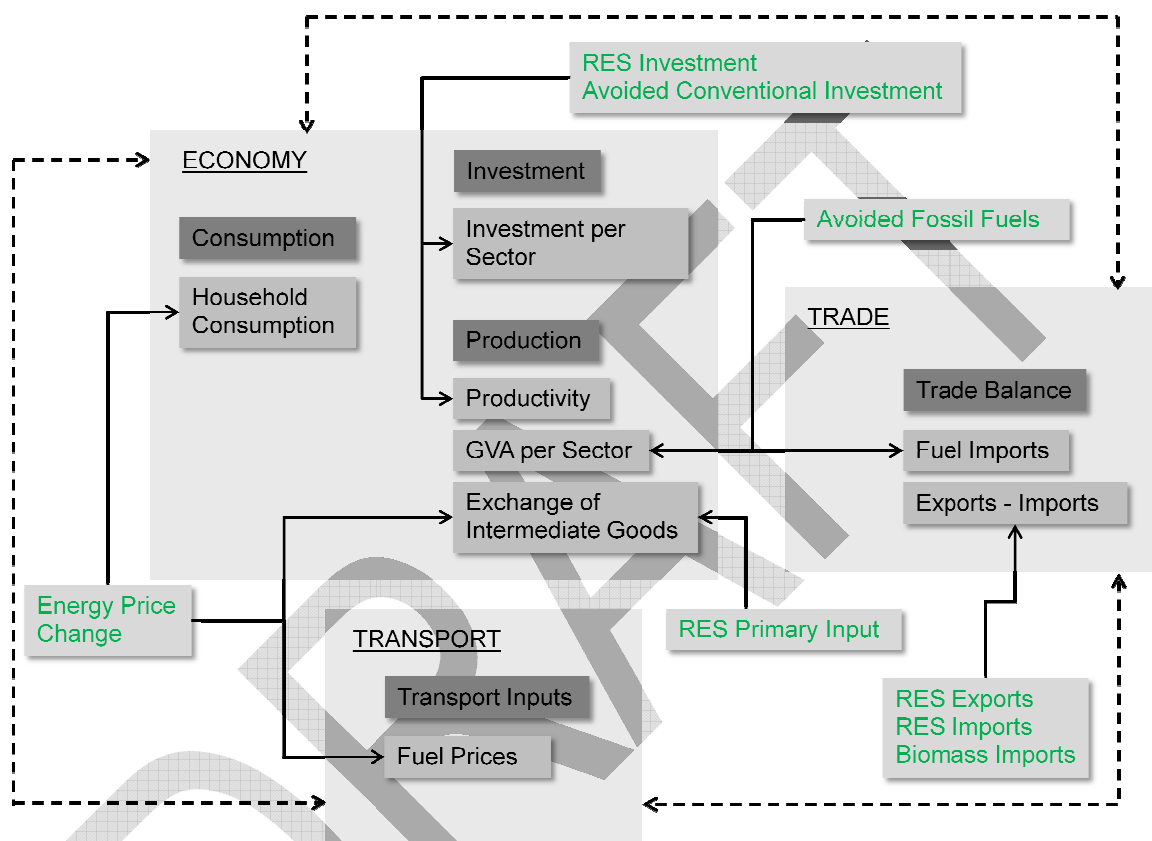 RES Investment
Avoided Conventional Investment
ECONOMY
Investment
Investment per
Sector
Consumption
Household
Consumption
Production
Productivity
GVA per Sector
Exchange of
Intermediate Goods
Avoided Fossil Fuels
TRADE
Trade Balance
Fuel Imports
Exports - Imports
Energy Price
Change
RES Primary Input
TRANSPORT
Transport Inputs
Fuel Prices
RES Exports
RES Imports
Biomass Imports
DRAFT